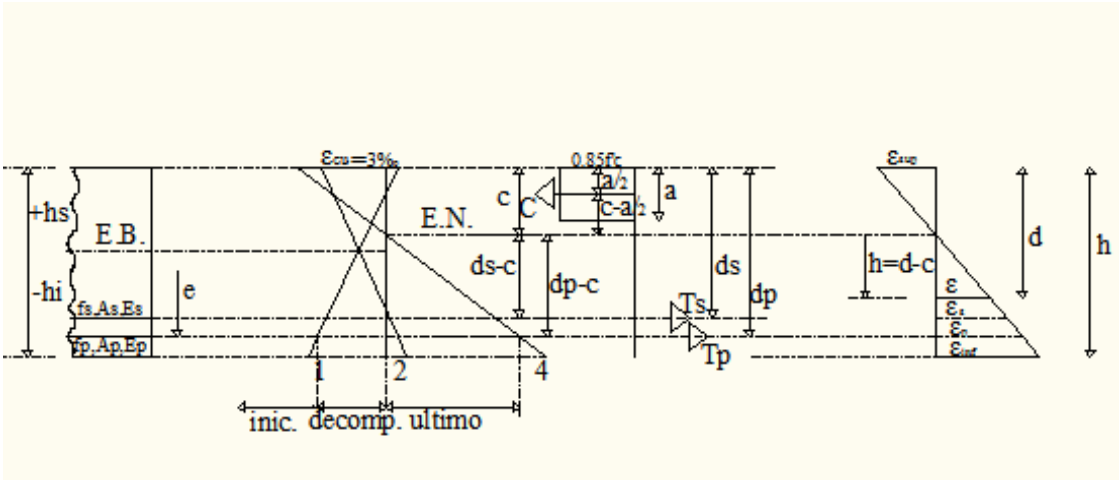 εcu=3‰
0.85f'c
εsup
+hs
c
C
a/2
c-a/2
a
E.B.
E.N.
-hi
e
ds-c
dp-c
ds
dp
h=d-c
d
h
fs,As,Es
Ts
ε
εs
fp,Ap,Ep
Tp
εp
εinf
1
2
4
inic. decomp. ultimo